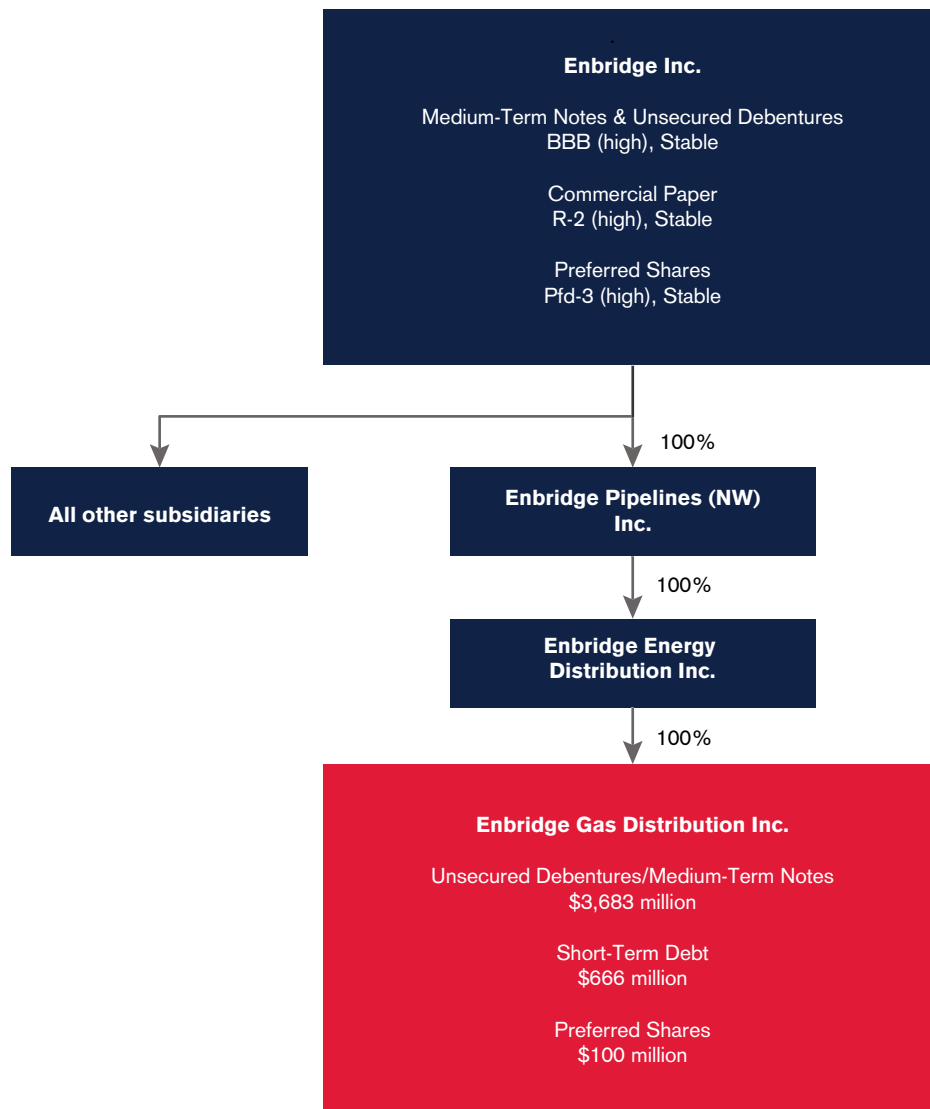 Enbridge Inc.
Medium-Term Notes & Unsecured Debentures
BBB (high), Stable
Commercial Paper
R-2 (high), Stable
Preferred Shares
Pfd-3 (high), Stable
100%
All other subsidiaries
Enbridge Pipelines (NW)
Inc.
100%
Enbridge Energy
Distribution Inc.
100%
Enbridge Gas Distribution Inc.
Unsecured Debentures/Medium-Term Notes
$3,683 million
Short-Term Debt
$666 million
Preferred Shares
$100 million